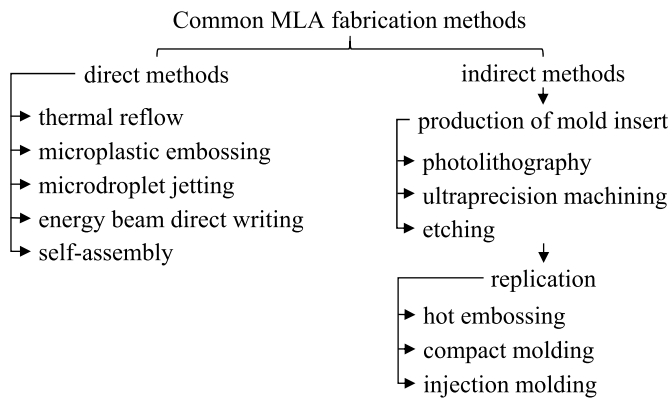 Common MLA fabrication methods
direct methods
thermal reflow
microplastic embossing
microdroplet jetting
energy beam direct writing
self-assembly
indirect methods
production of mold insert
photolithography
ultraprecision machining
etching
replication
hot embossing
compact molding
injection molding